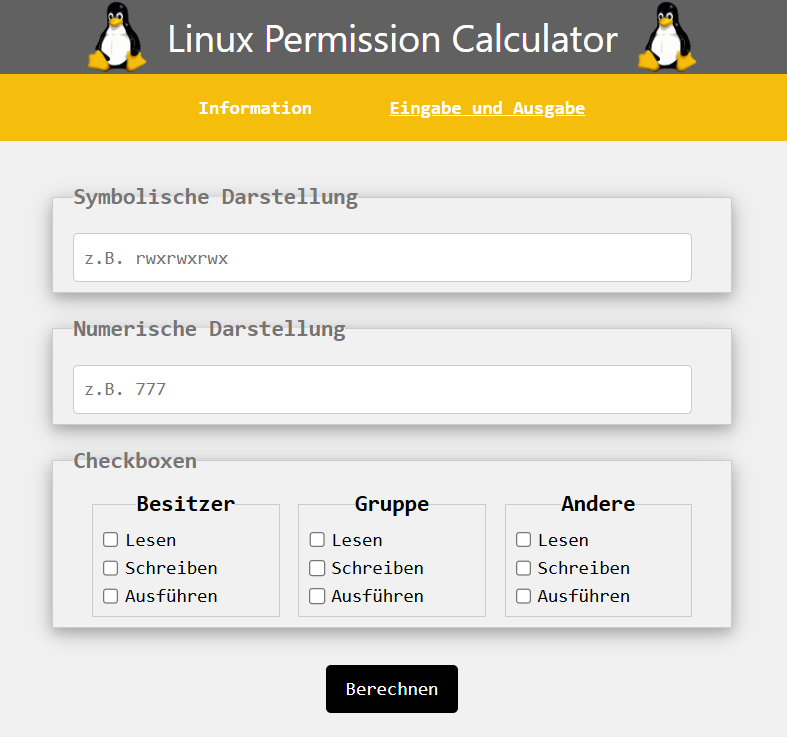 Linux Permission Calculator
Information Eingabe und Ausgabe
Symbolische Darstellung
z.B. rwxrwxrwx
Numerische Darstellung
z.B. 777
Checkboxen
Besitzer Gruppe Andere
Lesen Lesen Lesen
Schreiben Schreiben Schreiben
Ausführen Ausführen Ausführen
Berechnen